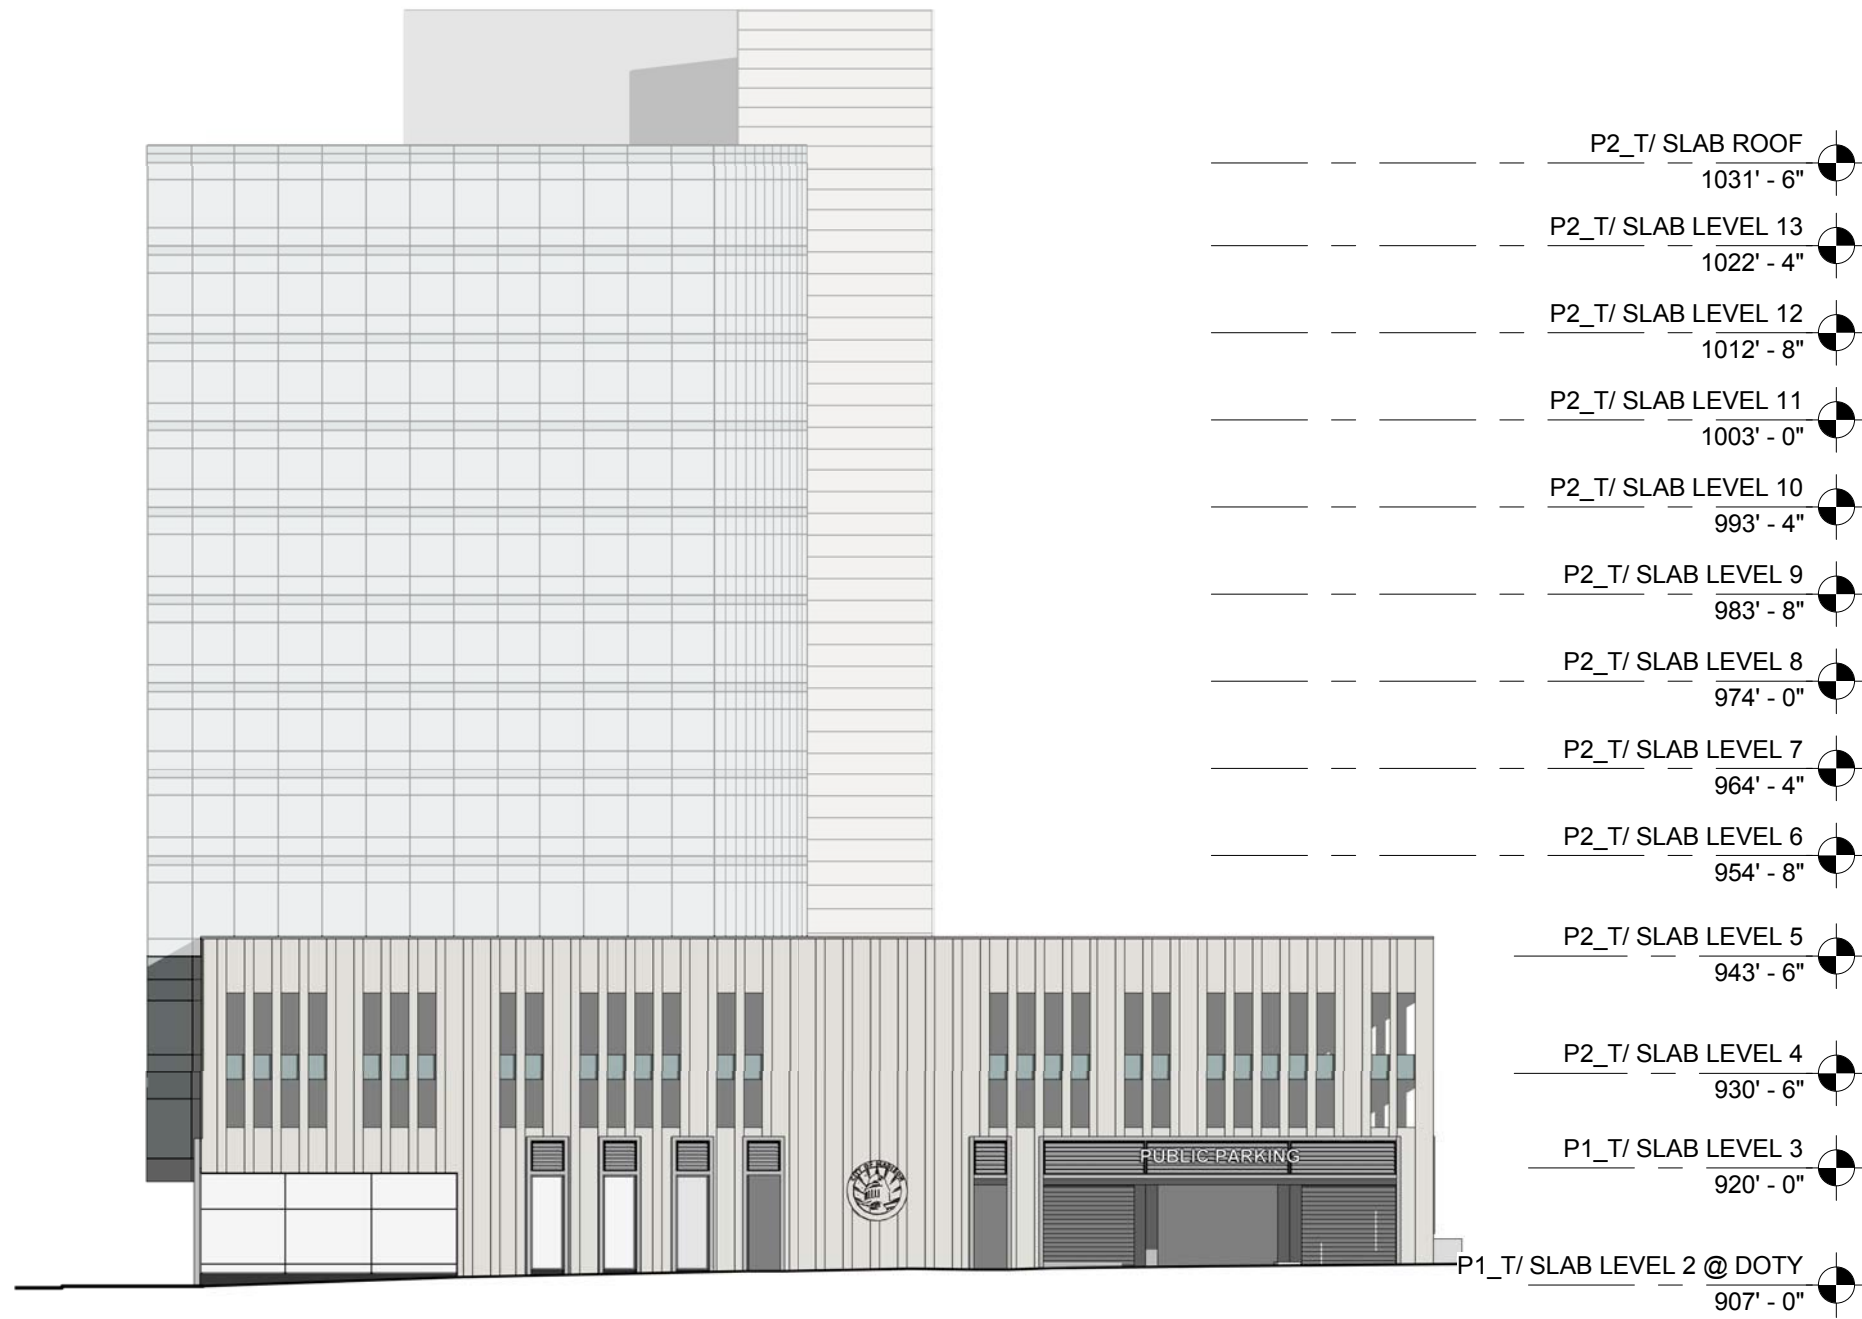 P2_T/ SLAB ROOF
1031' - 6"
P2_T/ SLAB LEVEL 13
1022' - 4"
P2_T/ SLAB LEVEL 12
1012' - 8"
P2_T/ SLAB LEVEL 11
1003' - 0"
P2_T/ SLAB LEVEL 10
993' - 4"
P2_T/ SLAB LEVEL 9
983' - 8"
P2_T/ SLAB LEVEL 8
974' - 0"
P2_T/ SLAB LEVEL 7
964' - 4"
P2_T/ SLAB LEVEL 6
954' - 8"
P2_T/ SLAB LEVEL 5
943' - 6"
P2_T/ SLAB LEVEL 4
930' - 6"
P1_T/ SLAB LEVEL 3
920' - 0"
PUBLIC PARKING
P1_T/ SLAB LEVEL 2 @ DOTY
907' - 0"